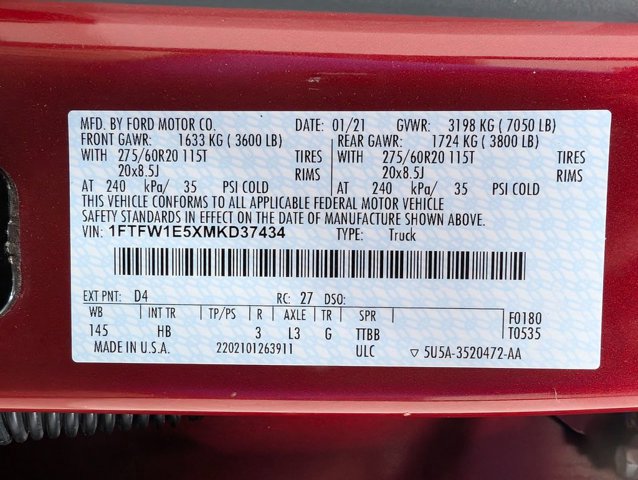 MFD. BY FORD MOTOR CO. DATE: 01/21 GVWR: 3198 KG ( 7050 LB)
FRONT GAWR: 1633 KG ( 3600 LB) REAR GAWR: 1724 KG ( 3800 LB)
WITH 275/60R20 115T TIRES WITH 275/60R20 115T TIRES
20x8.5J RIMS 20x8.5J RIMS
AT 240 kPa/ 35 PSI COLD AT 240 kPa/ 35 PSI COLD
THIS VEHICLE CONFORMS TO ALL APPLICABLE FEDERAL MOTOR VEHICLE
SAFETY STANDARDS IN EFFECT ON THE DATE OF MANUFACTURE SHOWN ABOVE.
VIN: 1FTFW1E5XMKD37434 TYPE: Truck
EXT PNT: D4 RC: 27 DSO:
WB INT TR TP/PS R AXLE TR SPR F0180
145 HB 3 L3 G TTBB T0535
MADE IN U.S.A. 2202101263911 ULC ▽ 5U5A-3520472-AA